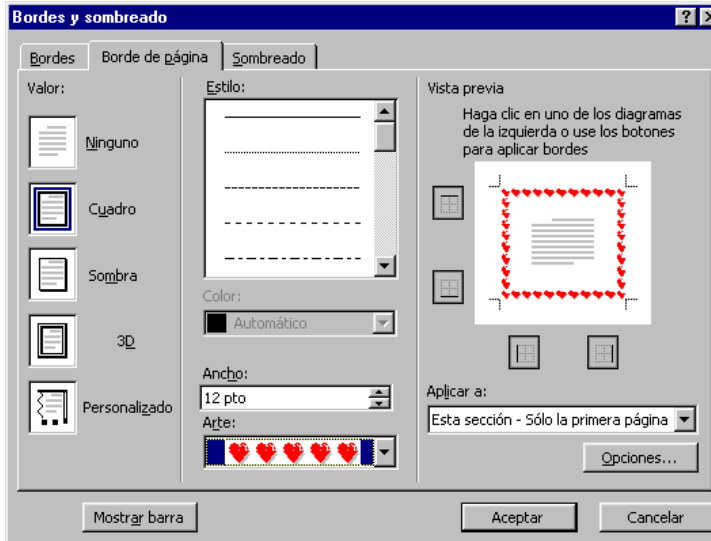 Bordes y sombreado
Bordes
Borde de página
Sombreado
Valor:
Ninguno
Cuadro
Sombra
3D
Personalizado
Estilo:
Color:
Automático
Ancho:
12 pto
Arte:
Vista previa
Haga clic en uno de los diagramas
de la izquierda o use los botones
para aplicar bordes
Aplicar a:
Esta sección - Sólo la primera página
Opciones...
Mostrar barra
Aceptar
Cancelar